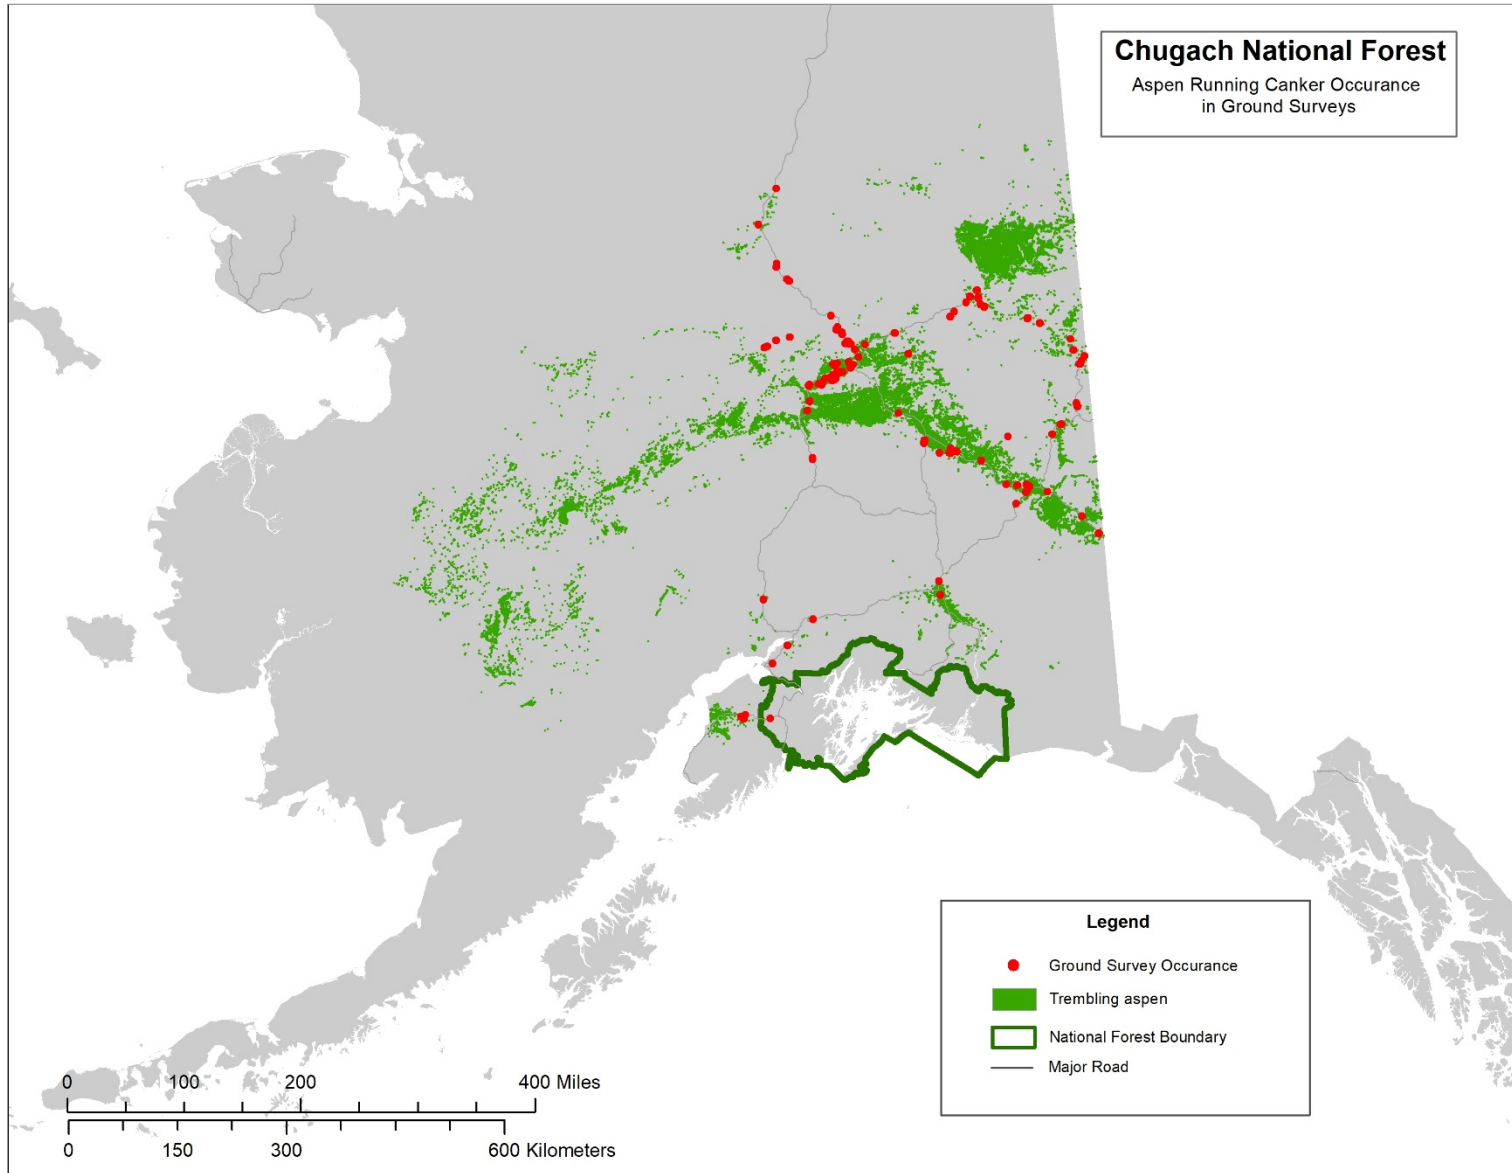 Chugach National Forest
Aspen Running Canker Occurance
in Ground Surveys
Legend
Ground Survey Occurance
Trembling aspen
National Forest Boundary
Major Road
0 100 200 400 Miles
0 150 300 600 Kilometers